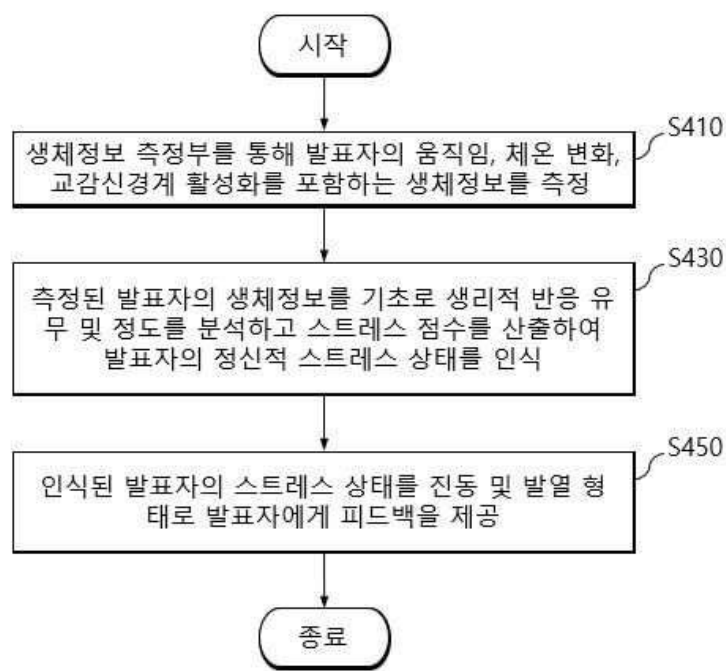 시작
S410
생체정보 측정부를 통해 발표자의 움직임, 체온 변화,
교감신경계 활성화를 포함하는 생체정보를 측정
S430
측정된 발표자의 생체정보를 기초로 생리적 반응 유
무 및 정도를 분석하고 스트레스 점수를 산출하여
발표자의 정신적 스트레스 상태를 인식
S450
인식된 발표자의 스트레스 상태를 진동 및 발열 형
태로 발표자에게 피드백을 제공
종료